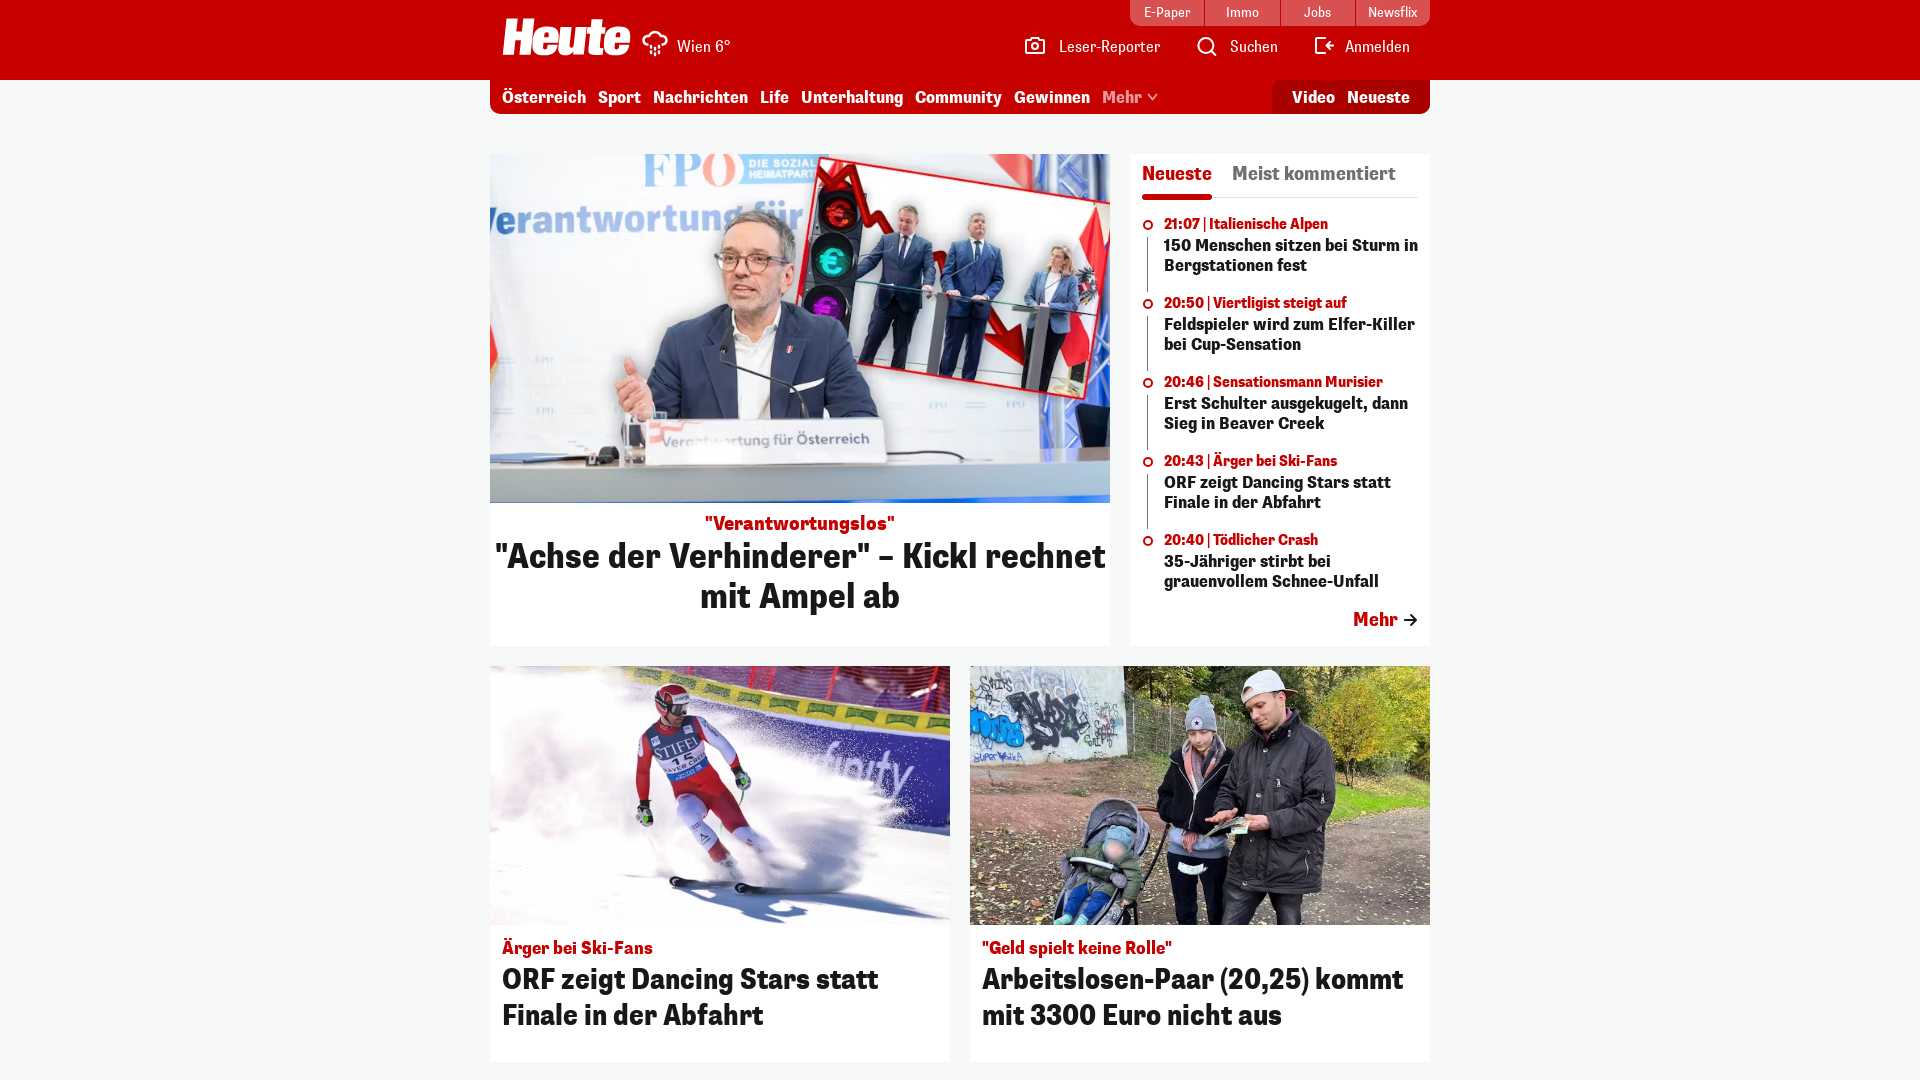 E-Paper
Immo
Jobs
Newsflix
Heute
Wien 6°
Leser-Reporter
Suchen
Anmelden
Österreich
Sport
Nachrichten
Life
Unterhaltung
Community
Gewinnen
Mehr
Video
Neueste
FPÖ
DIE SOZIAL
HEIMATPART
Verantwortung für
Verantwortung für Österreich
"Verantwortungslos"
"Achse der Verhinderer" – Kickl rechnet
mit Ampel ab
Neueste
Meist kommentiert
21:07 | Italienische Alpen
150 Menschen sitzen bei Sturm in
Bergstationen fest
20:50 | Viertligist steigt auf
Feldspieler wird zum Elfer-Killer
bei Cup-Sensation
20:46 | Sensationsmann Murisier
Erst Schulter ausgekugelt, dann
Sieg in Beaver Creek
20:43 | Ärger bei Ski-Fans
ORF zeigt Dancing Stars statt
Finale in der Abfahrt
20:40 | Tödlicher Crash
35-Jähriger stirbt bei
grauenvollem Schnee-Unfall
Mehr
STIFEL
15
Ärger bei Ski-Fans
ORF zeigt Dancing Stars statt
Finale in der Abfahrt
"Geld spielt keine Rolle"
Arbeitslosen-Paar (20,25) kommt
mit 3300 Euro nicht aus